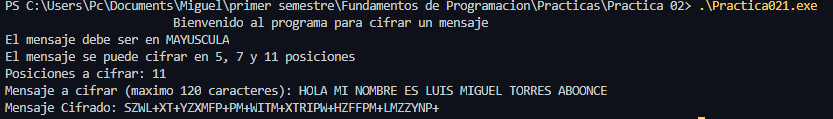 PS C:\Users\Pc\Documents\Miguel\primer semestre\Fundamentos de Programacion\Practicas\Practica 02> .\Practica021.exe
Bienvenido al programa para cifrar un mensaje
El mensaje debe ser en MAYUSCULA
El mensaje se puede cifrar en 5, 7 y 11 posiciones
Posiciones a cifrar: 11
Mensaje a cifrar (maximo 120 caracteres): HOLA MI NOMBRE ES LUIS MIGUEL TORRES ABOONCE
Mensaje Cifrado: SZWL+XT+YZXMFP+PM+WITM+XTRIPW+HZFFPM+LMZZYNP+